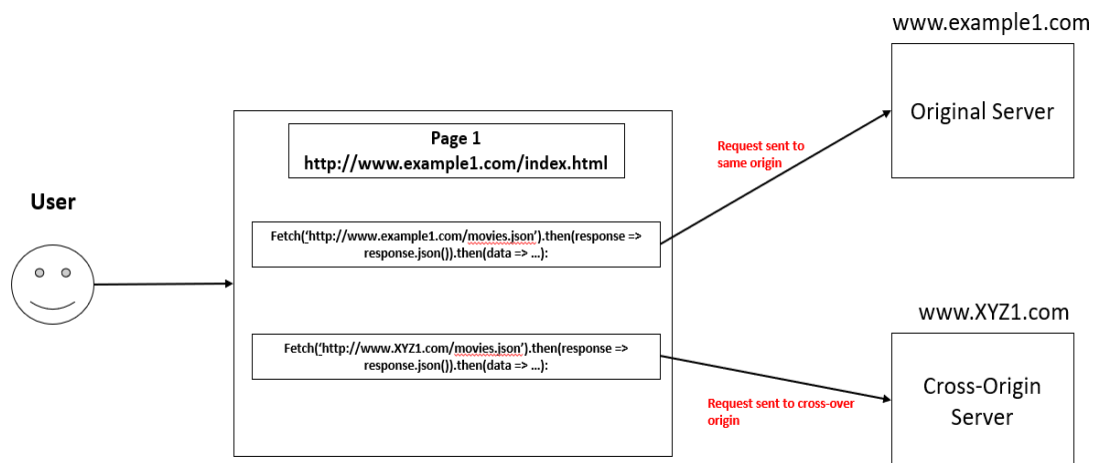 www.example1.com
Original Server
Page 1
http://www.example1.com/index.html
Request sent to
same origin
User
Fetch('http://www.example1.com/movies.json').then(response =>
response.json()).then(data => ...):
www.XYZ1.com
Fetch('http://www.XYZ1.com/movies.json').then(response =>
response.json()).then(data => ...):
Cross-Origin
Server
Request sent to cross-over
origin